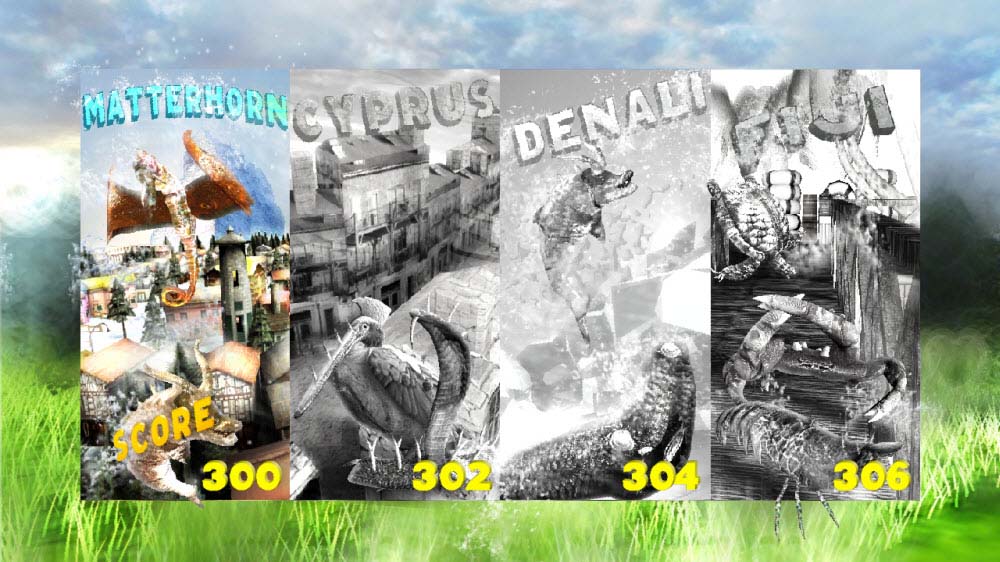 MATTERHORN
SCORE
300
CYPRUS
302
DENALI
304
FIJI
306